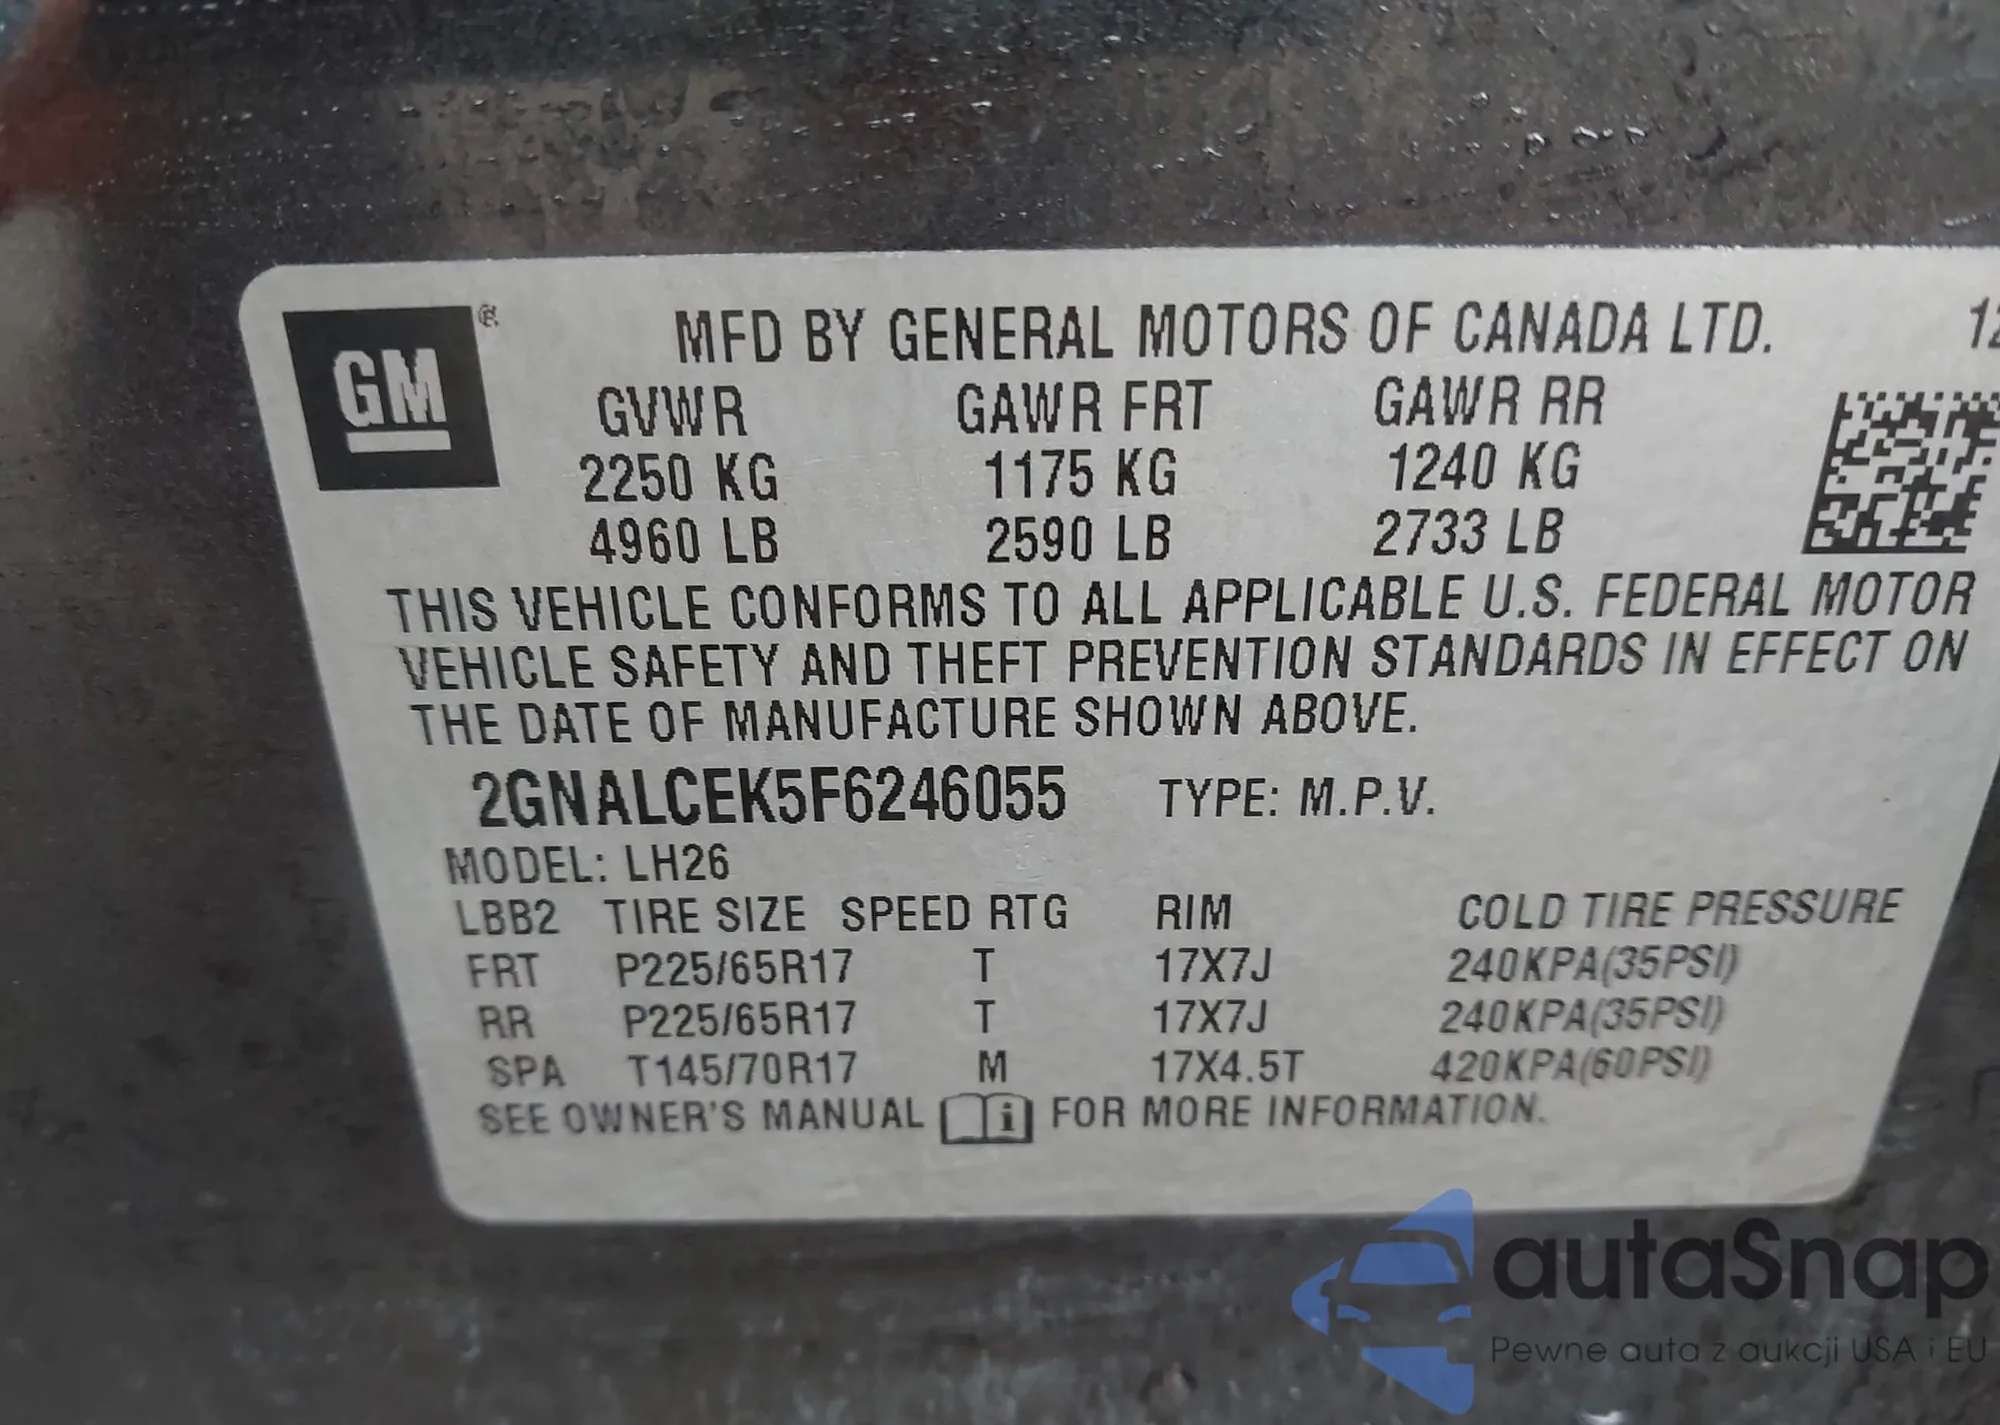 GM ®
MFD BY GENERAL MOTORS OF CANADA LTD.
GVWR GAWR FRT GAWR RR
2250 KG 1175 KG 1240 KG
4960 LB 2590 LB 2733 LB
THIS VEHICLE CONFORMS TO ALL APPLICABLE U.S. FEDERAL MOTOR
VEHICLE SAFETY AND THEFT PREVENTION STANDARDS IN EFFECT ON
THE DATE OF MANUFACTURE SHOWN ABOVE.
2GNALCEK5F6246055 TYPE: M.P.V.
MODEL: LH26
LBB2 TIRE SIZE SPEED RTG RIM COLD TIRE PRESSURE
FRT P225/65R17 T 17X7J 240KPA(35PSI)
RR P225/65R17 T 17X7J 240KPA(35PSI)
SPA T145/70R17 M 17X4.5T 420KPA(60PSI)
SEE OWNER'S MANUAL i FOR MORE INFORMATION.
autaSnap
Pewne auta z aukcji USA i EU